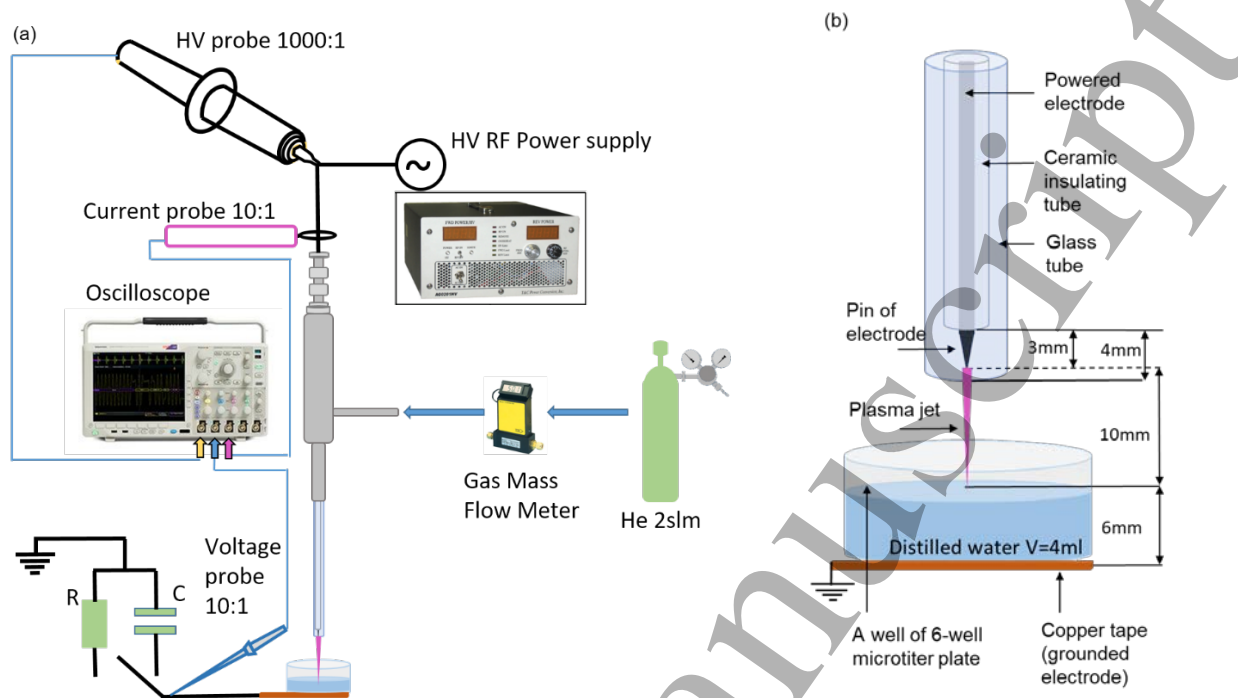 (a)
HV probe 1000:1
HV RF Power supply
Current probe 10:1
Oscilloscope
Gas Mass
Flow Meter
He 2slm
Voltage
probe
10:1
R
C
(b)
Powered
electrode
Ceramic
insulating
tube
Glass
tube
Pin of
electrode
3mm
4mm
Plasma jet
10mm
6mm
Distilled water V=4ml
A well of 6-well
microtiter plate
Copper tape
(grounded
electrode)
anuscript